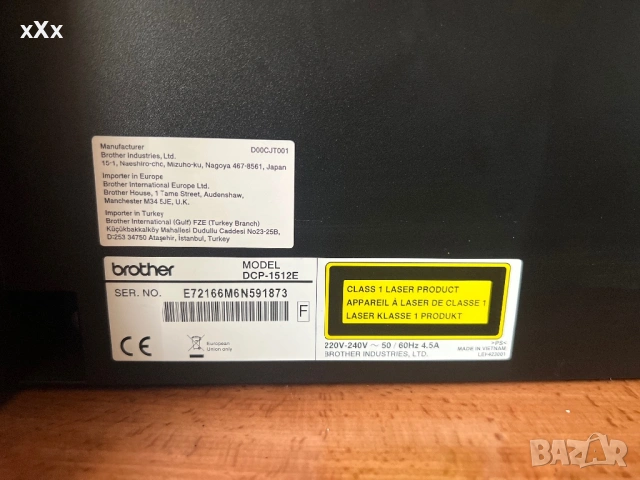 xXx
Manufacturer D00CJT001
Brother Industries, Ltd.
15-1, Naeshiro-cho, Mizuho-ku, Nagoya 467-8561, Japan
Importer in Europe
Brother International Europe Ltd.
Brother House, 1 Tame Street, Audenshaw,
Manchester M34 5JE, U.K.
Importer in Turkey
Brother International (Gulf) FZE (Turkey Branch)
Küçükbakkalköy Mahallesi Dudullu Caddesi No23-25B,
D:253 34750 Ataşehir, İstanbul, Turkey
brother MODEL
DCP-1512E
SER. NO. E72166M6N591873
F
CE
European
Union only
CLASS 1 LASER PRODUCT
APPAREIL À LASER DE CLASSE 1
LASER KLASSE 1 PRODUKT
220V-240V ~ 50 / 60Hz 4.5A
BROTHER INDUSTRIES, LTD.
>PS<
MADE IN VIETNAM
BAZAR
bg